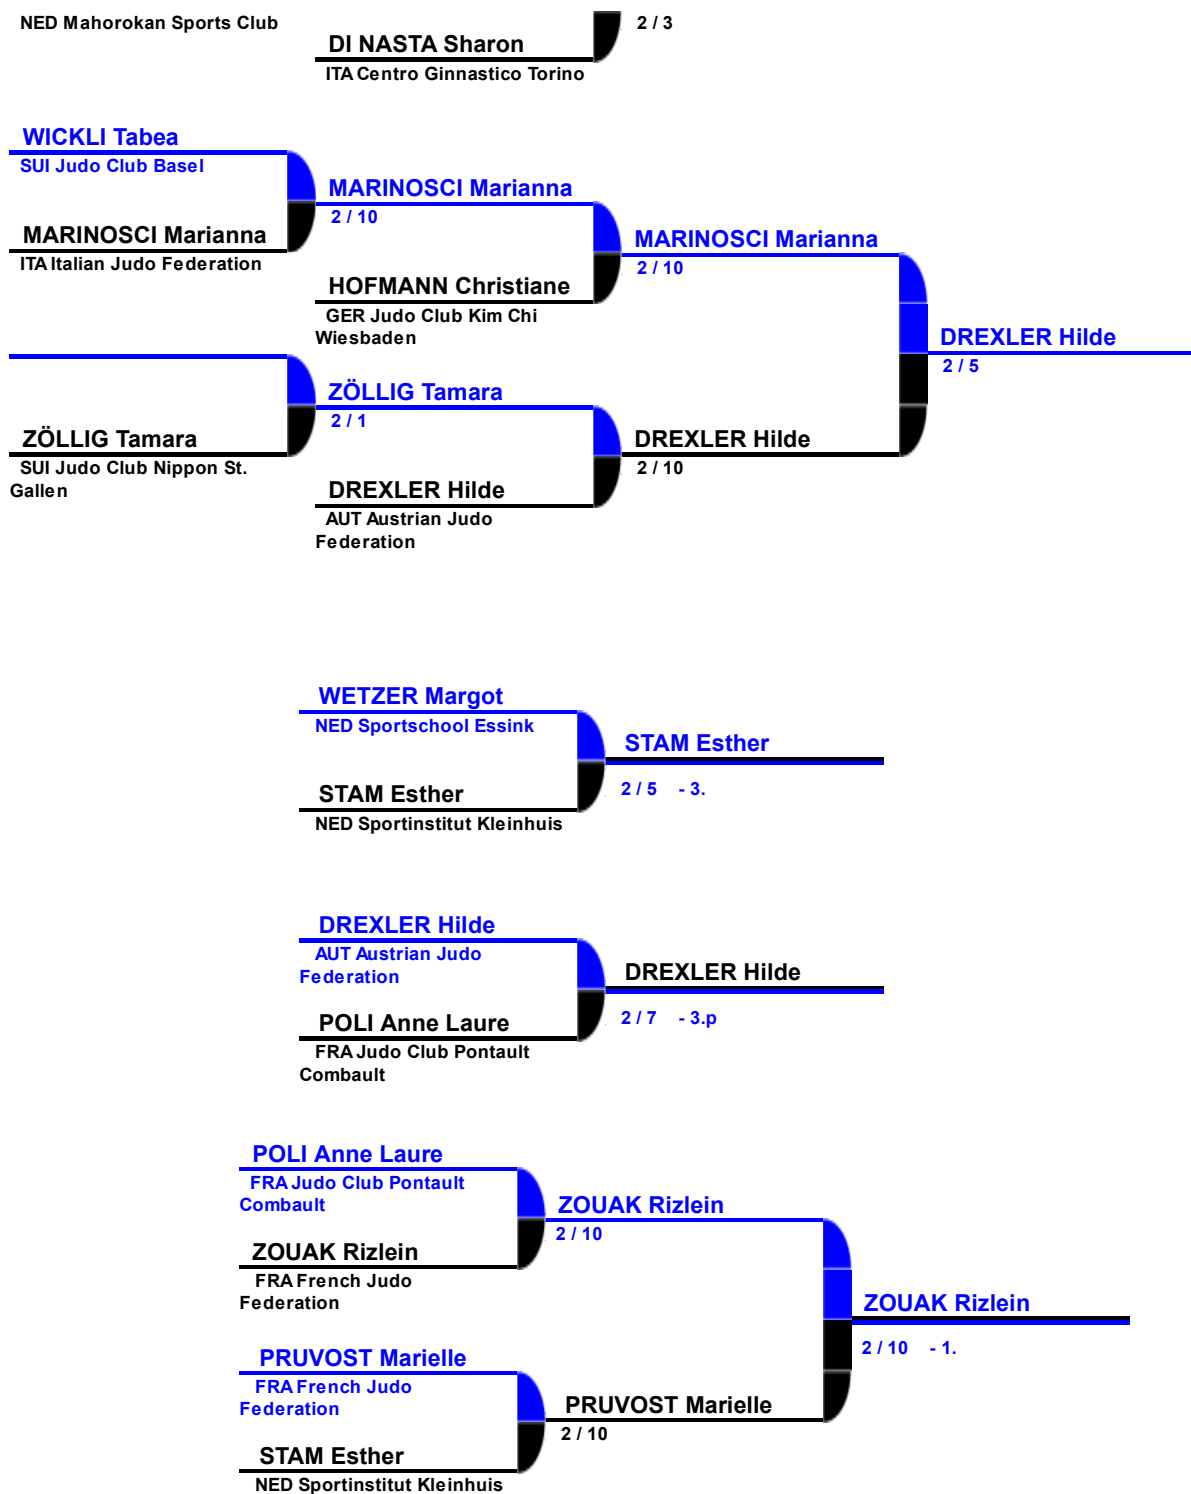 NED Mahorokan Sports Club
2 / 3
DI NASTA Sharon
ITA Centro Ginnastico Torino
WICKLI Tabea
SUI Judo Club Basel
MARINOSCI Marianna
2 / 10
MARINOSCI Marianna
ITA Italian Judo Federation
MARINOSCI Marianna
2 / 10
HOFMANN Christiane
GER Judo Club Kim Chi
Wiesbaden
DREXLER Hilde
2 / 5
ZÖLLIG Tamara
2 / 1
ZÖLLIG Tamara
SUI Judo Club Nippon St.
Gallen
DREXLER Hilde
2 / 10
DREXLER Hilde
AUT Austrian Judo
Federation
WETZER Margot
NED Sportschool Essink
STAM Esther
2 / 5 - 3.
STAM Esther
NED Sportinstitut Kleinhuis
DREXLER Hilde
AUT Austrian Judo
Federation
DREXLER Hilde
2 / 7 - 3.p
POLI Anne Laure
FRA Judo Club Pontault
Combault
POLI Anne Laure
FRA Judo Club Pontault
Combault
ZOUAK Rizlein
2 / 10
ZOUAK Rizlein
FRA French Judo
Federation
ZOUAK Rizlein
2 / 10 - 1.
PRUVOST Marielle
FRA French Judo
Federation
PRUVOST Marielle
2 / 10
STAM Esther
NED Sportinstitut Kleinhuis